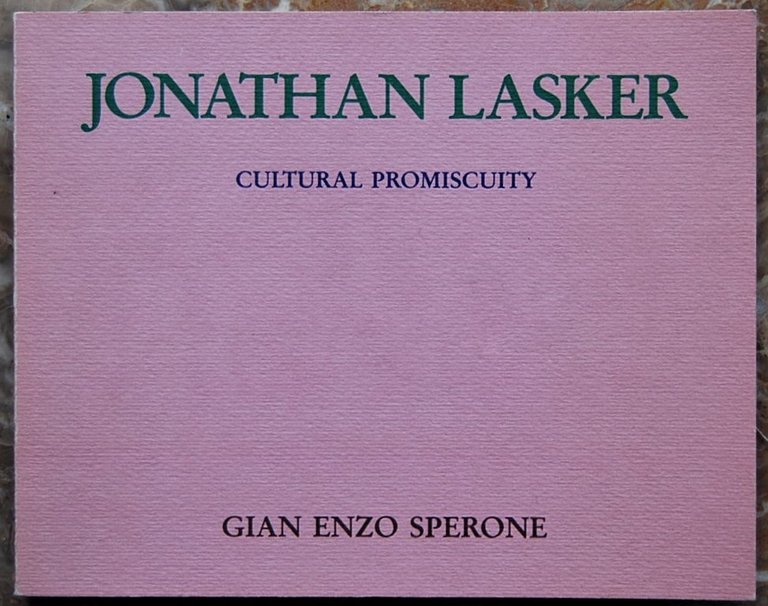 JONATHAN LASKER
CULTURAL PROMISCUITY
GIAN ENZO SPERONE